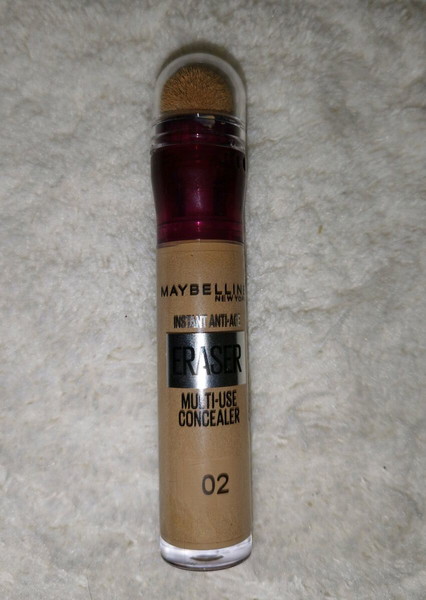 MAYBELLINE
NEW YORK
INSTANT ANTI-AGE
ERASER
MULTI-USE
CONCEALER
02